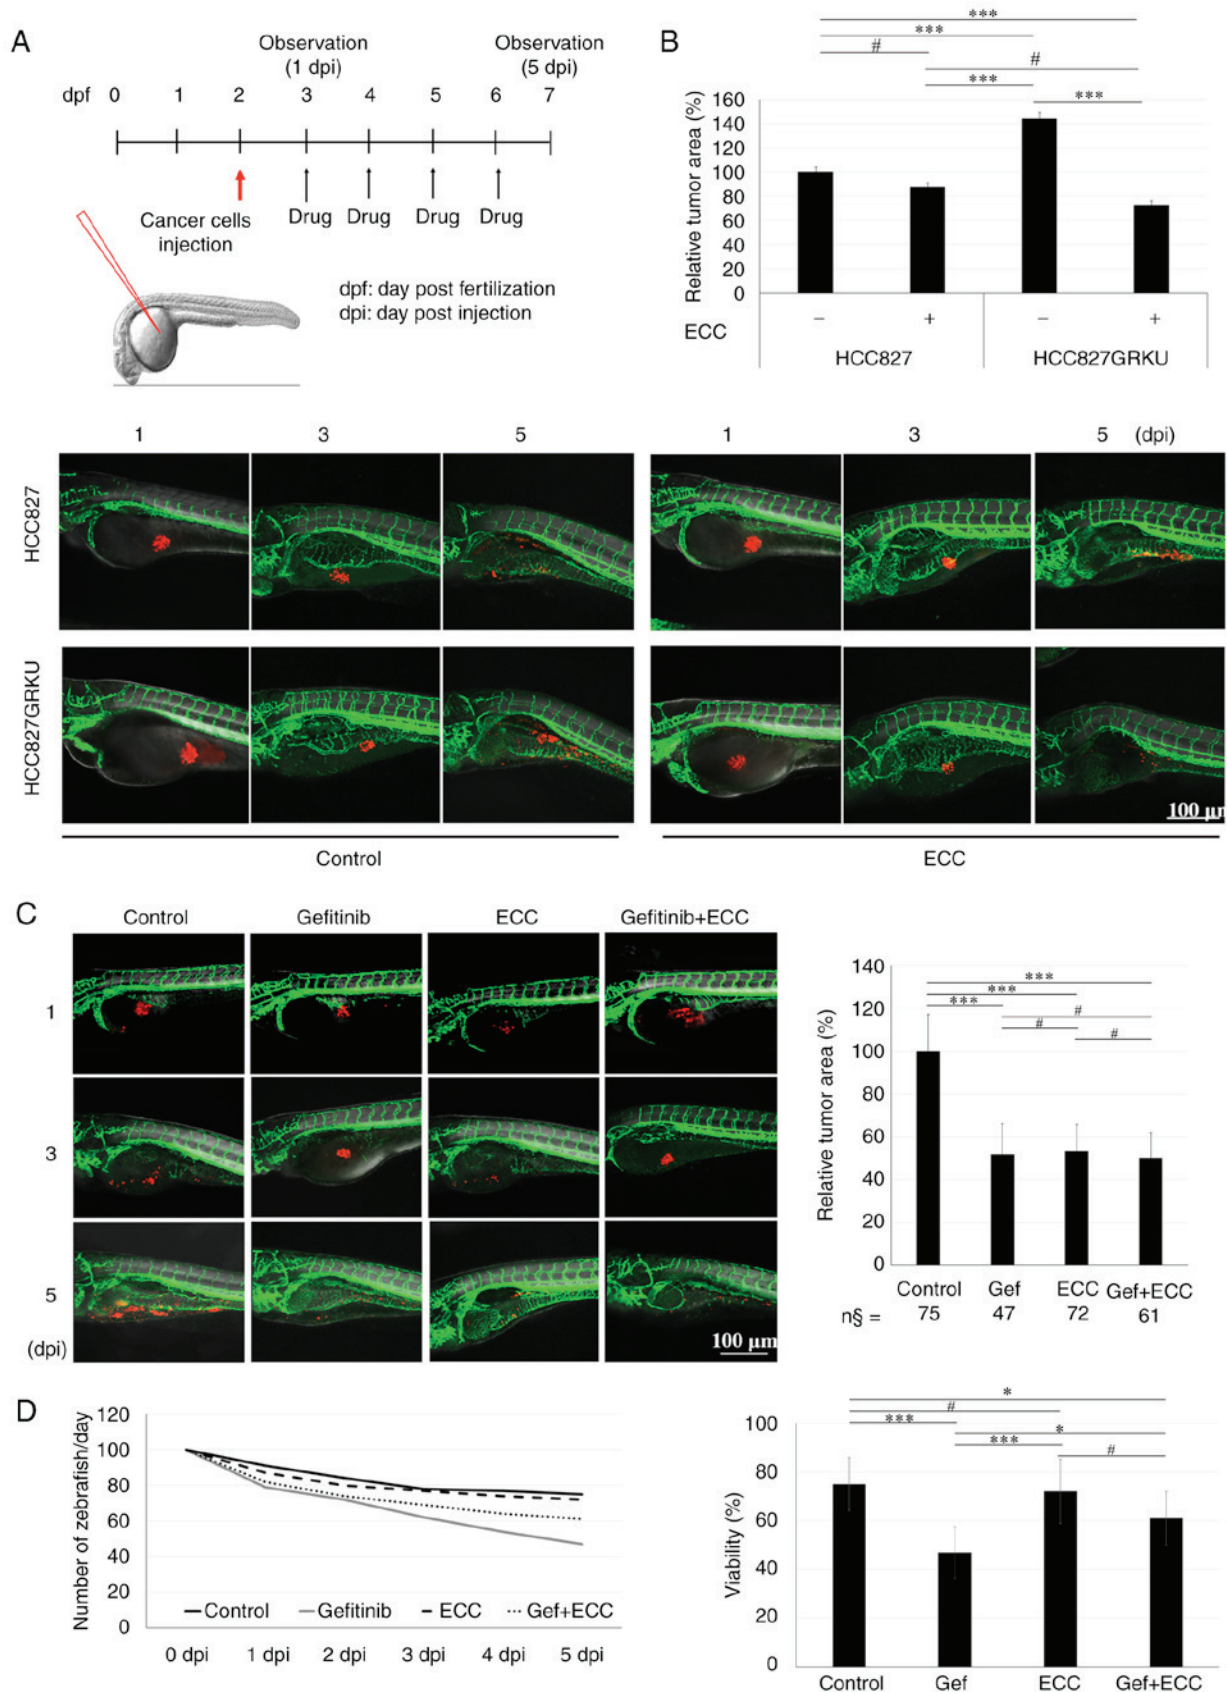 A
Observation
(1 dpi)
Observation
(5 dpi)
dpf 0 1 2 3 4 5 6 7
Cancer cells
injection
Drug Drug Drug Drug
dpf: day post fertilization
dpi: day post injection
B
***
***
#
#
***
***
Relative tumor area (%)
160
140
120
100
80
60
40
20
0
ECC
− + − +
HCC827 HCC827GRKU
1 3 5 1 3 5 (dpi)
HCC827
HCC827GRKU
100 μm
Control ECC
C
Control Gefitinib ECC Gefitinib+ECC
1
3
5
(dpi)
100 μm
Relative tumor area (%)
140
120
100
80
60
40
20
0
***
***
***
#
#
#
Control Gef ECC Gef+ECC
n§ = 75 47 72 61
D
Number of zebrafish/day
120
100
80
60
40
20
0
Control Gefitinib ECC Gef+ECC
0 dpi 1 dpi 2 dpi 3 dpi 4 dpi 5 dpi
Viability (%)
100
80
60
40
20
0
*
#
***
*
***
#
Control Gef ECC Gef+ECC